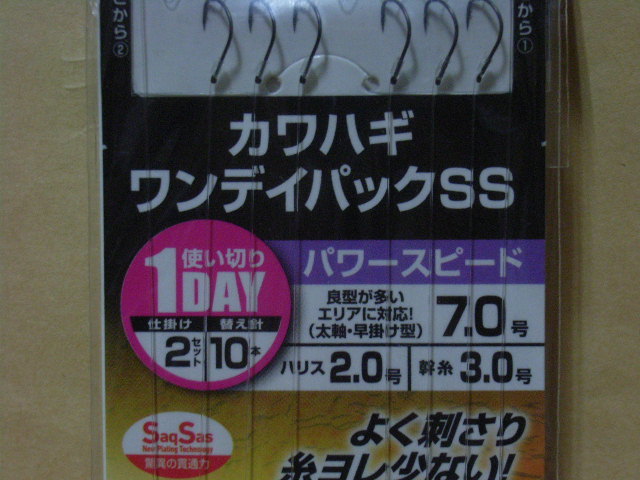 から②
から①
カワハギ
ワンデイパックSS
使い切り
1DAY
仕掛け 替え針
2セット 10本
パワースピード
良型が多い
エリアに対応!
(太軸・早掛け型)
7.0号
ハリス2.0号 幹糸3.0号
SaqSas
New Plating Technology
驚異の貫通力
よく刺さり
糸ヨレ少ない!